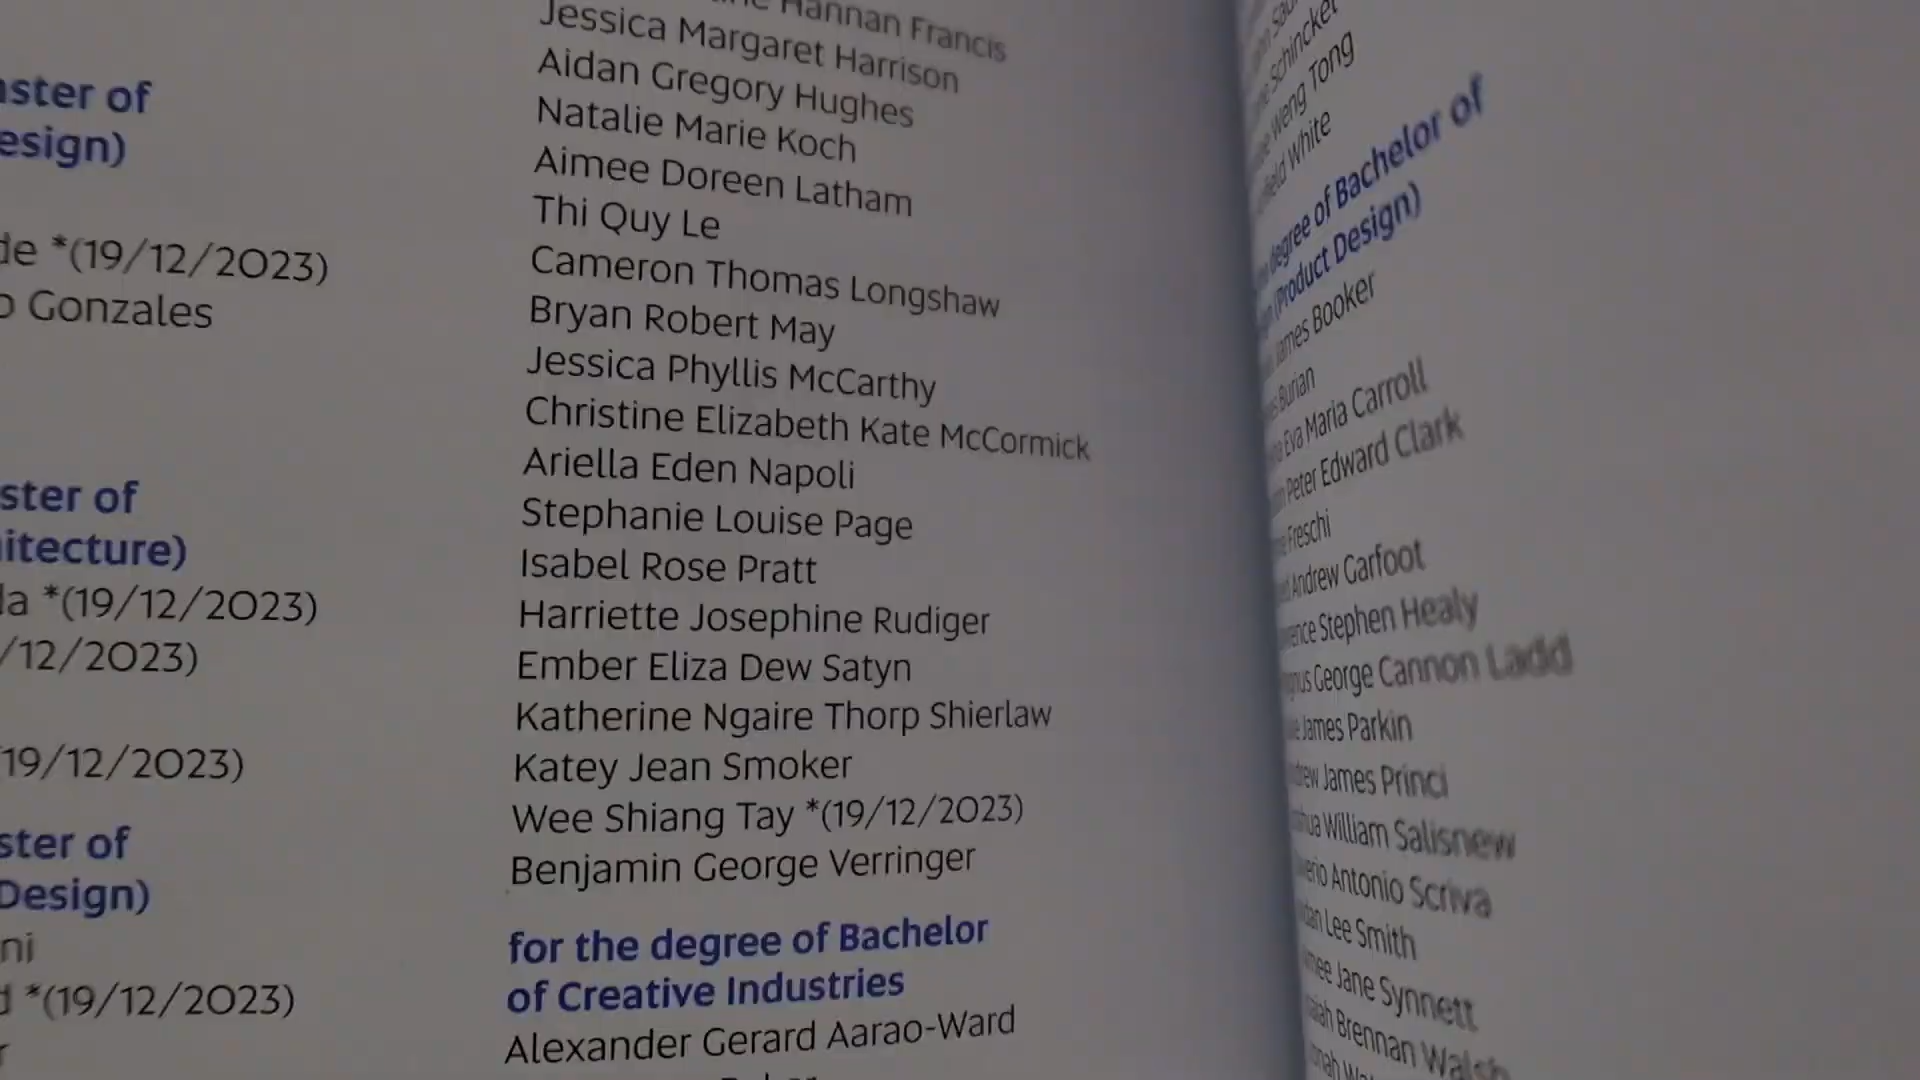 ster of
esign)
de *(19/12/2023)
o Gonzales
ster of
itecture)
la *(19/12/2023)
/12/2023)
19/12/2023)
ster of
Design)
ni
d *(19/12/2023)
r
Hannan Francis
Jessica Margaret Harrison
Aidan Gregory Hughes
Natalie Marie Koch
Aimee Doreen Latham
Thi Quy Le
Cameron Thomas Longshaw
Bryan Robert May
Jessica Phyllis McCarthy
Christine Elizabeth Kate McCormick
Ariella Eden Napoli
Stephanie Louise Page
Isabel Rose Pratt
Harriette Josephine Rudiger
Ember Eliza Dew Satyn
Katherine Ngaire Thorp Shierlaw
Katey Jean Smoker
Wee Shiang Tay *(19/12/2023)
Benjamin George Verringer
for the degree of Bachelor
of Creative Industries
Alexander Gerard Aarao-Ward
Weng Tong
White
degree of Bachelor of
(Product Design)
James Booker
Burian
Eva Maria Carroll
Peter Edward Clark
Freschi
Andrew Garfoot
Stephen Healy
George Cannon Ladd
James Parkin
James Princi
William Salisnew
Antonio Scriva
Lee Smith
Jane Synnett
Brennan Walsh